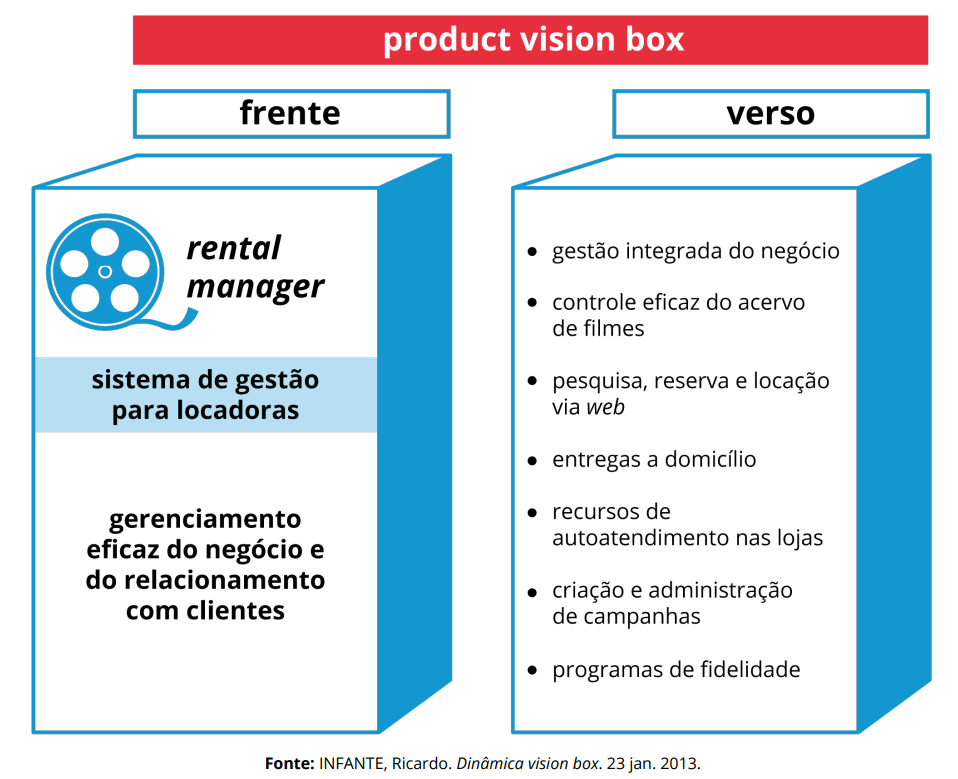 product vision box
frente
rental
manager
sistema de gestão
para locadoras
gerenciamento
eficaz do negócio e
do relacionamento
com clientes
verso
• gestão integrada do negócio
• controle eficaz do acervo
de filmes
• pesquisa, reserva e locação
via web
• entregas a domicílio
• recursos de
autoatendimento nas lojas
• criação e administração
de campanhas
• programas de fidelidade
Fonte: INFANTE, Ricardo. Dinâmica vision box. 23 jan. 2013.